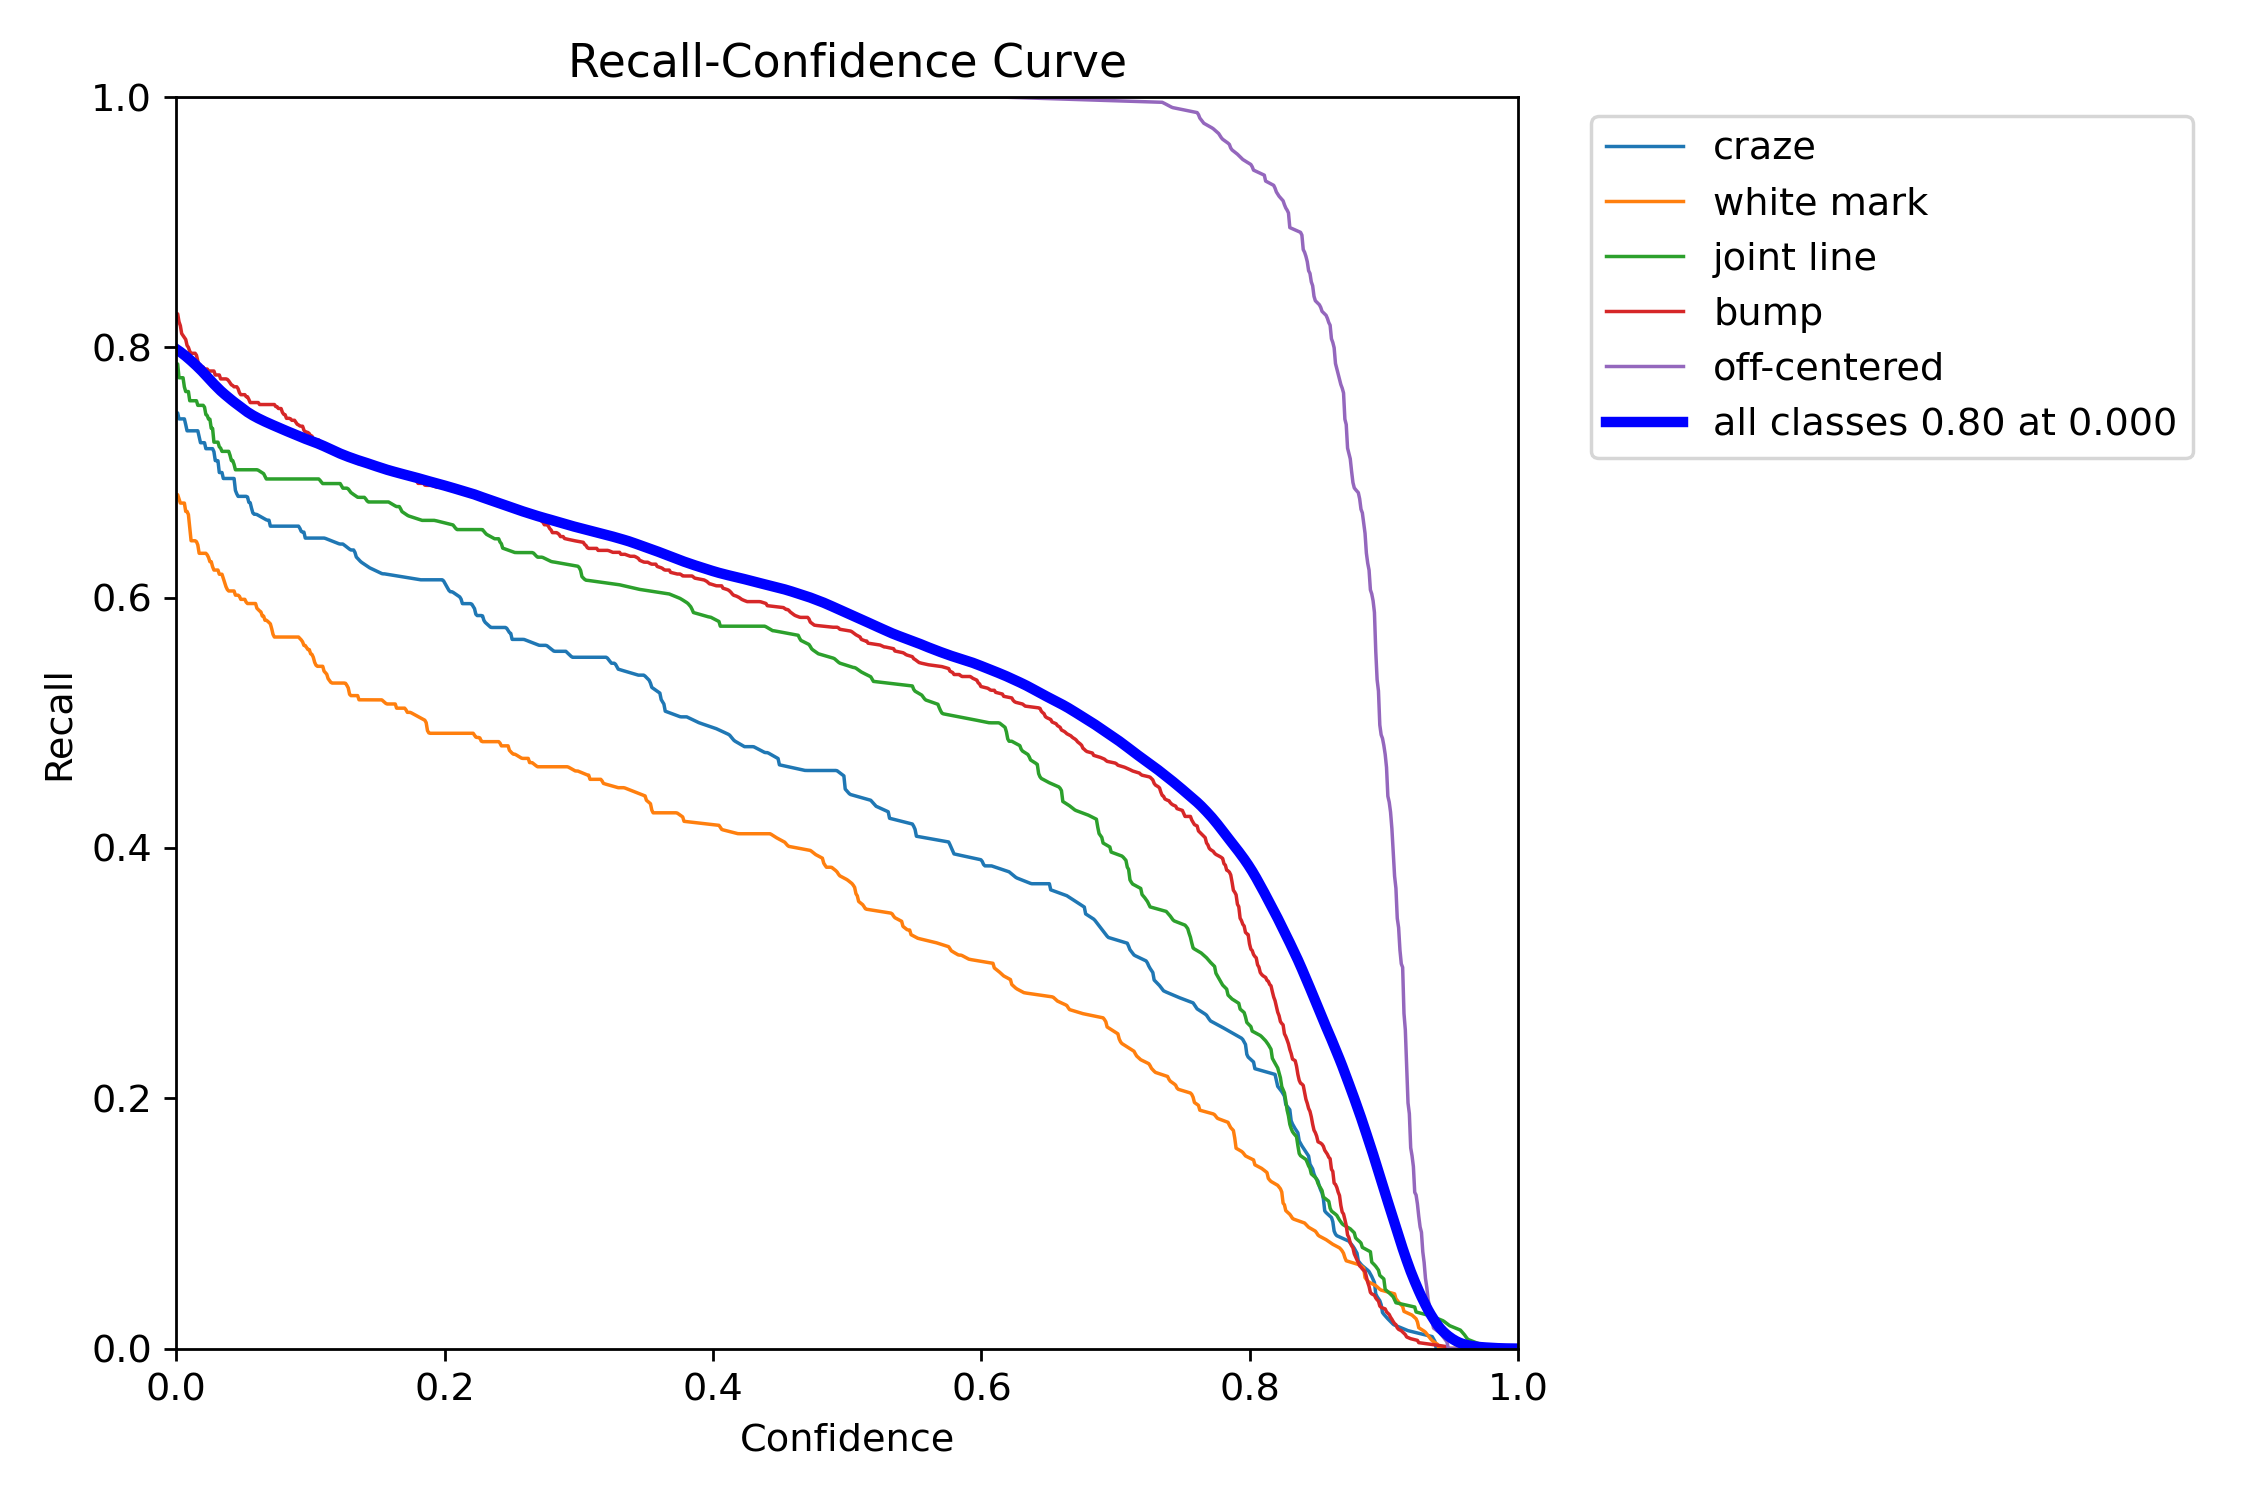 Recall-Confidence Curve
1.0
0.8
0.6
0.4
0.2
0.0
Recall
0.0 0.2 0.4 0.6 0.8 1.0
Confidence
craze
white mark
joint line
bump
off-centered
all classes 0.80 at 0.000